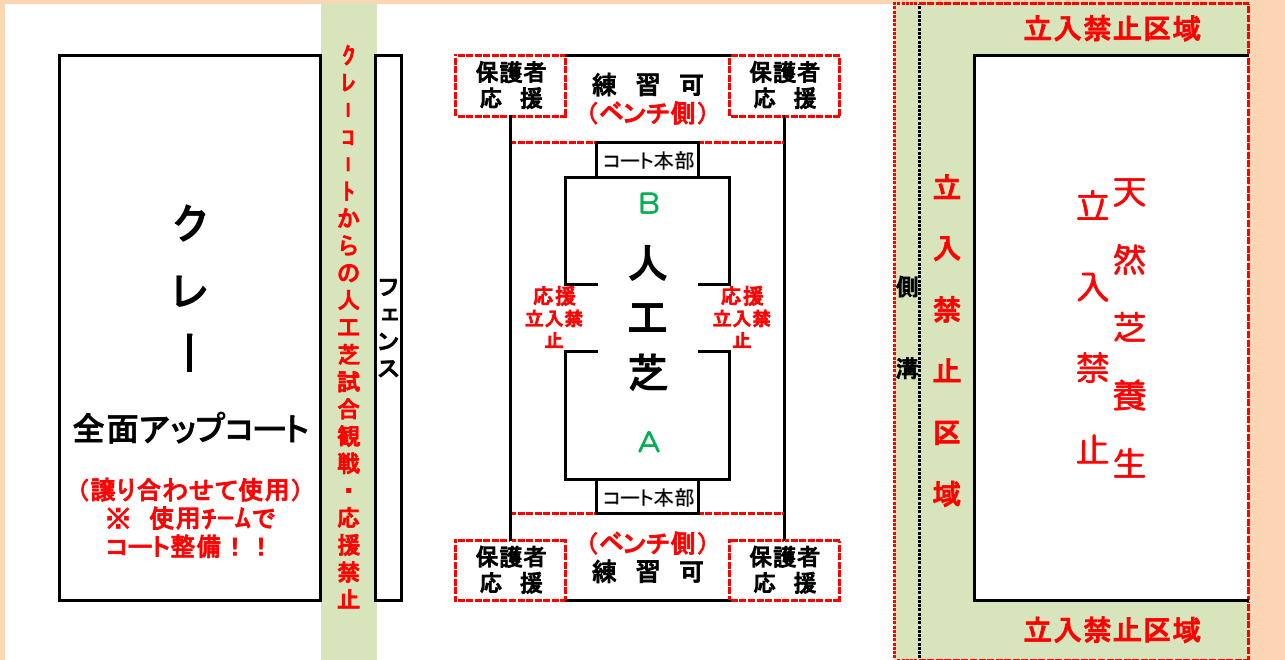 クレー
全面アップコート
（譲り合わせて使用）
※　使用チームで
コート整備！！
クレーコートからの人工芝試合観戦・応援禁止
フェンス
保護者
応　援
練　習　可
（ベンチ側）
保護者
応　援
コート本部
Ｂ
人工芝
応援
立入禁
止
応援
立入禁
止
Ａ
コート本部
（ベンチ側）
練　習　可
保護者
応　援
保護者
応　援
側　溝
立入禁止区域
立入禁止区域
天然芝養生
立入禁止
立入禁止区域